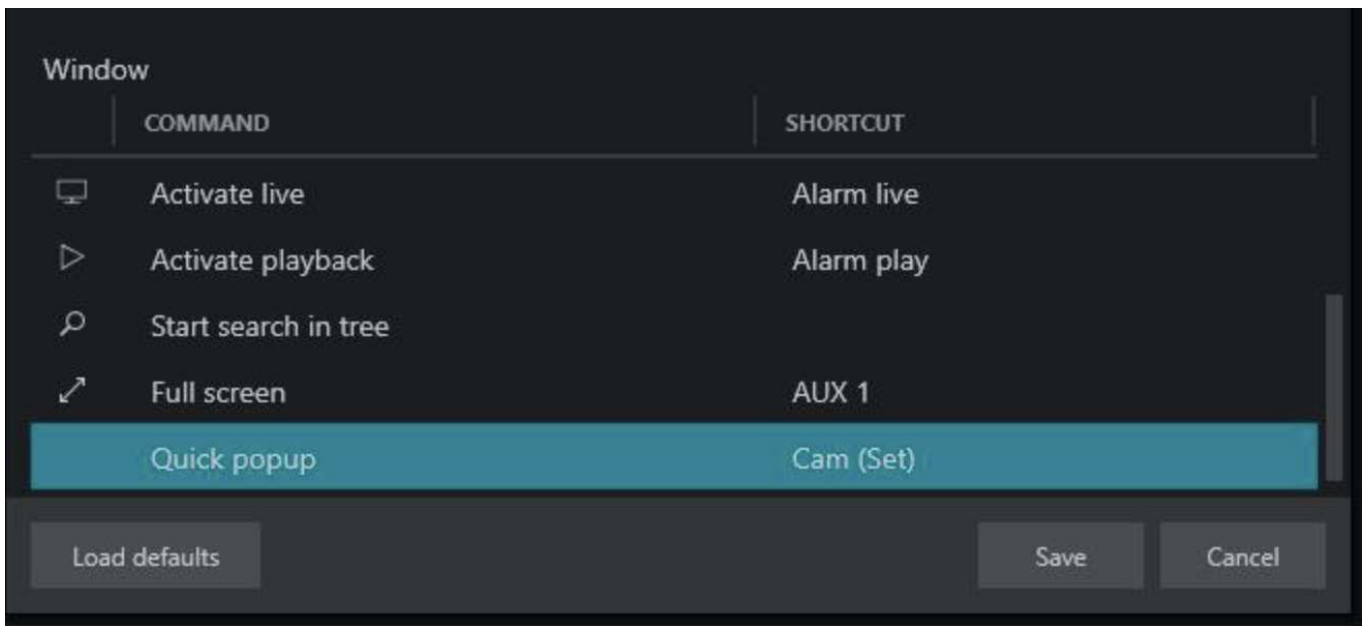 Window
COMMAND SHORTCUT
Activate live Alarm live
Activate playback Alarm play
Start search in tree
Full screen AUX 1
Quick popup Cam (Set)
Load defaults Save Cancel